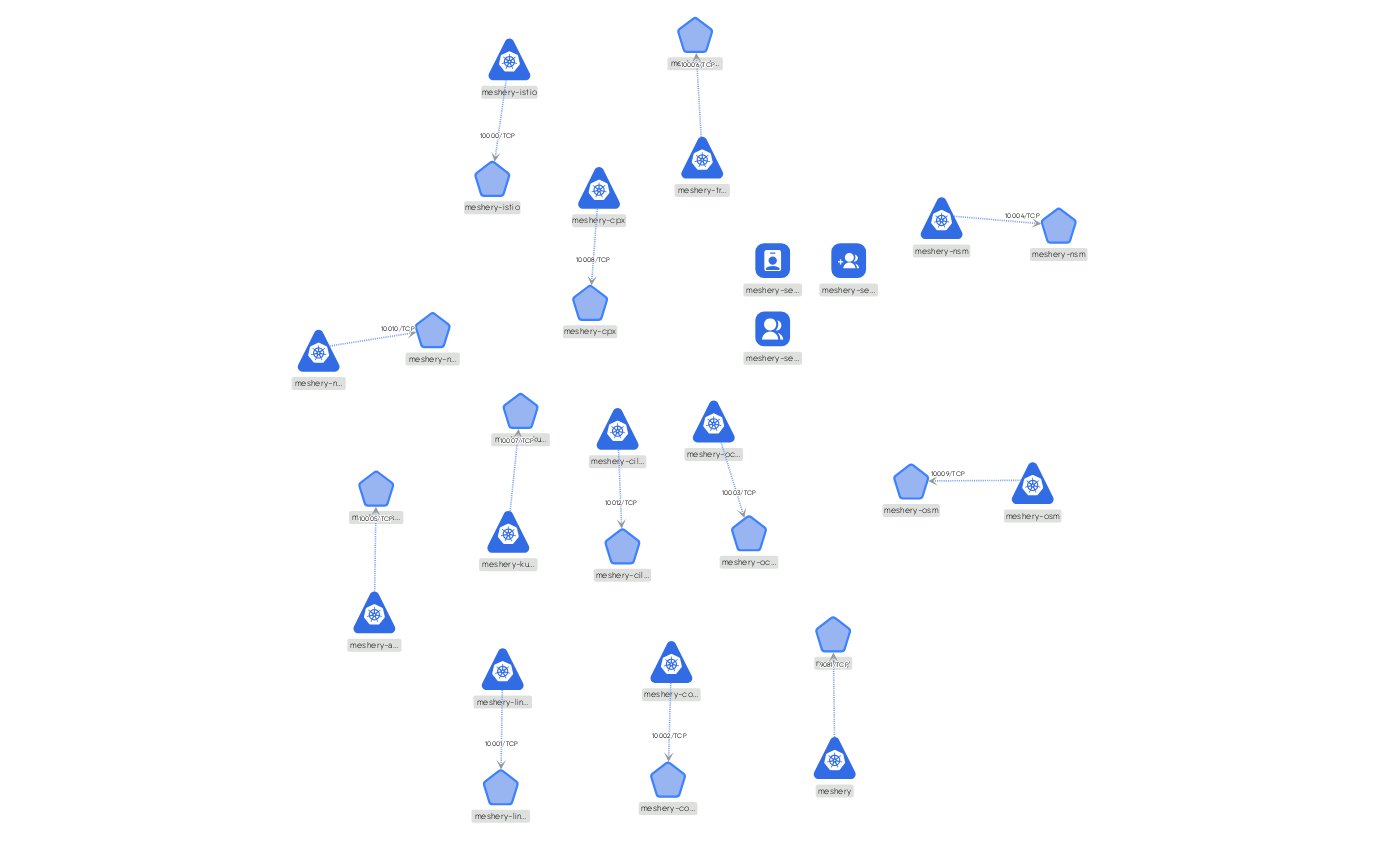 meshery-istio
10000/TCP
meshery-istio
10006/TCP
meshery-tr...
meshery-cpx
10008/TCP
meshery-cpx
10004/TCP
meshery-nsm
meshery-nsm
meshery-se...
meshery-se...
meshery-se...
10010/TCP
meshery-n...
meshery-n...
10007/TCP
meshery-ku...
meshery-cil...
10012/TCP
meshery-cil...
meshery-oc...
10003/TCP
meshery-oc...
10009/TCP
meshery-osm
meshery-osm
10005/TCP
meshery-a...
meshery-lin...
10001/TCP
meshery-lin...
meshery-co...
10002/TCP
meshery-co...
9081/TCP
meshery